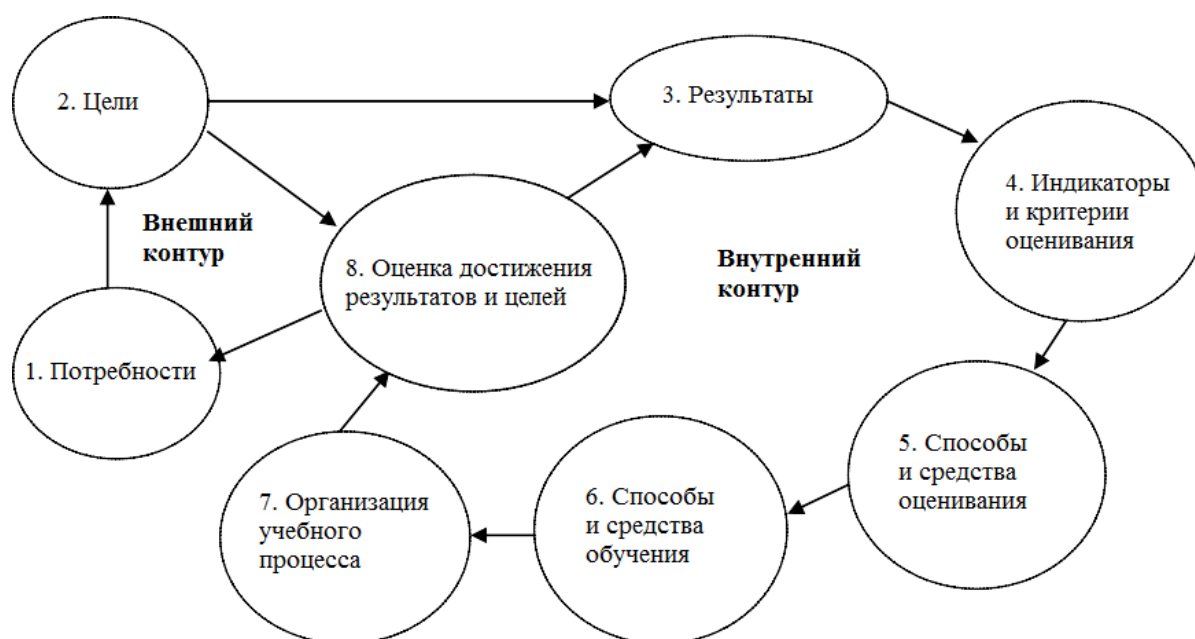 2. Цели
3. Результаты
4. Индикаторы
и критерии
оценивания
Внешний
контур
Внутренний
контур
8. Оценка достижения
результатов и целей
1. Потребности
5. Способы
и средства
оценивания
6. Способы
и средства
обучения
7. Организация
учебного
процесса